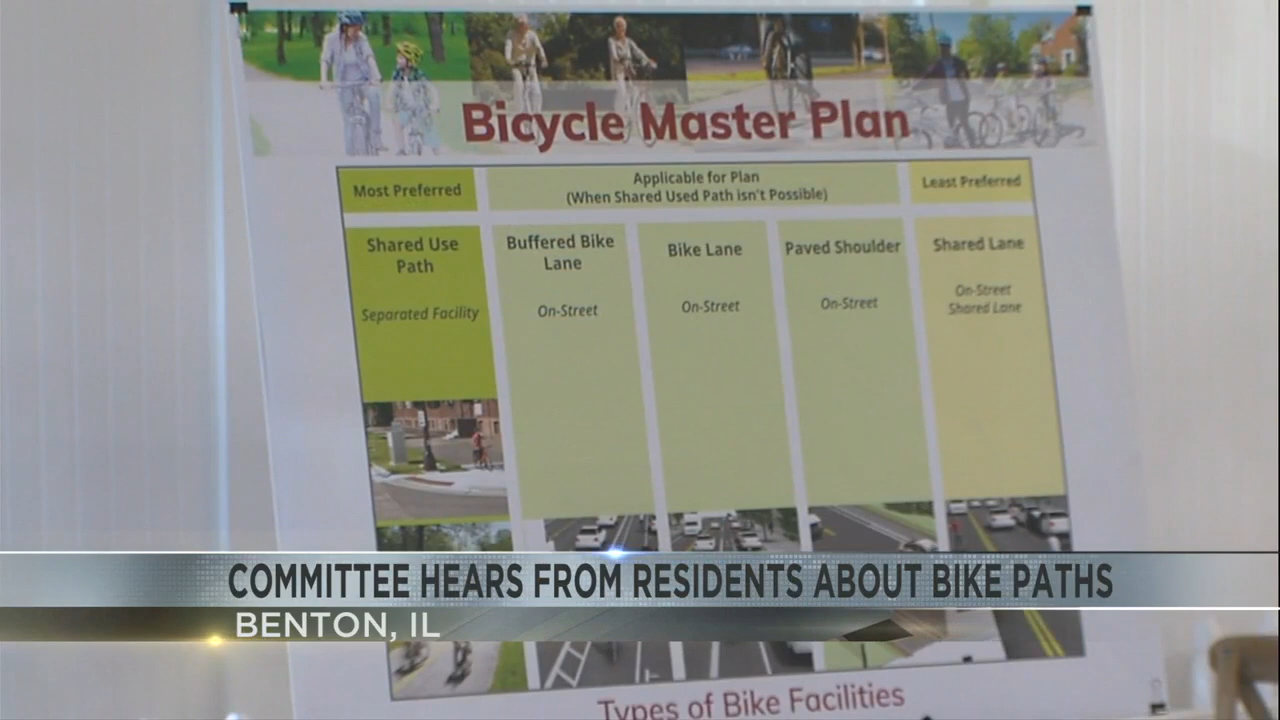 Bicycle Master Plan
Most Preferred
Applicable for Plan
(When Shared Used Path isn't Possible)
Least Preferred
Shared Use
Path
Separated Facility
Buffered Bike
Lane
On-Street
Bike Lane
On-Street
Paved Shoulder
On-Street
Shared Lane
On-Street
Shared Lane
COMMITTEE HEARS FROM RESIDENTS ABOUT BIKE PATHS
BENTON, IL
Types of Bike Facilities